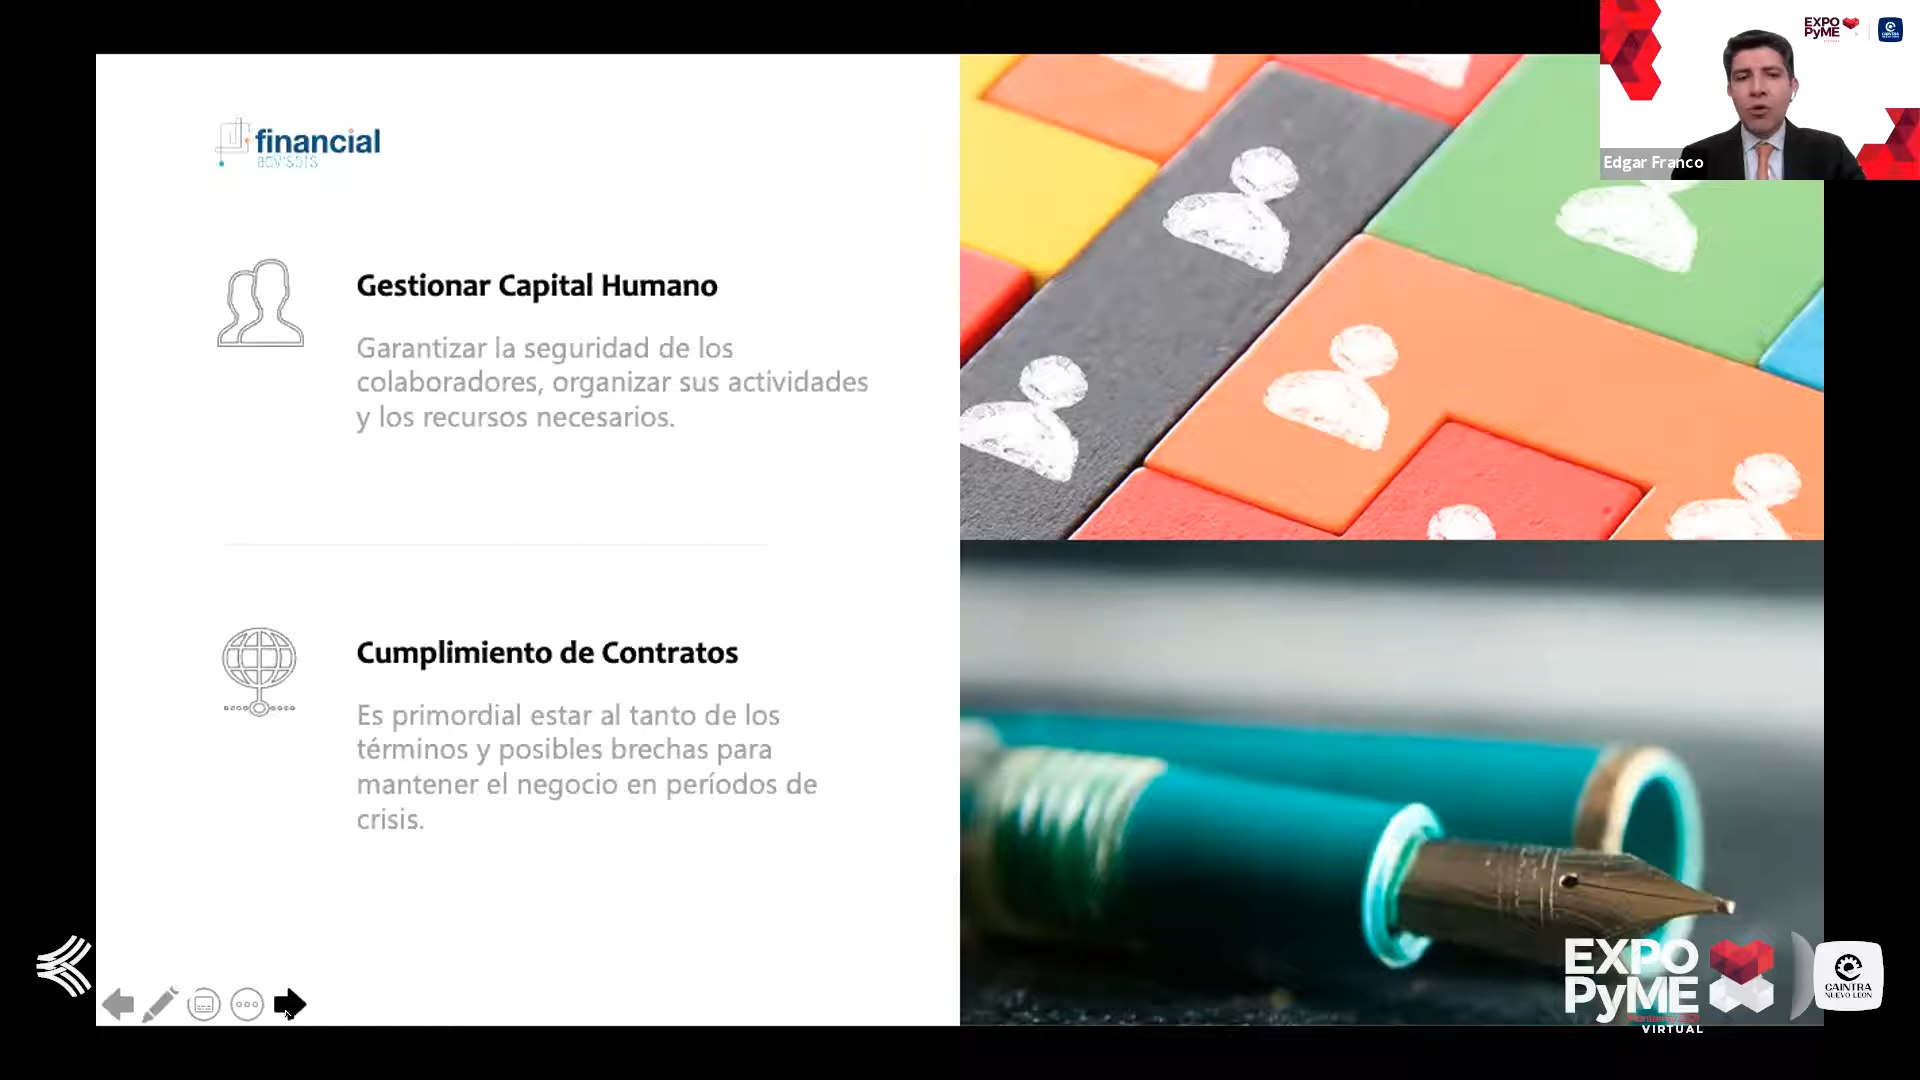 EXPO
PyME
Edgar Franco
financial
advisors
Gestionar Capital Humano
Garantizar la seguridad de los
colaboradores, organizar sus actividades
y los recursos necesarios.
Cumplimiento de Contratos
Es primordial estar al tanto de los
términos y posibles brechas para
mantener el negocio en períodos de
crisis.
EXPO
PyME
VIRTUAL
CAINTRA
NUEVO LEÓN